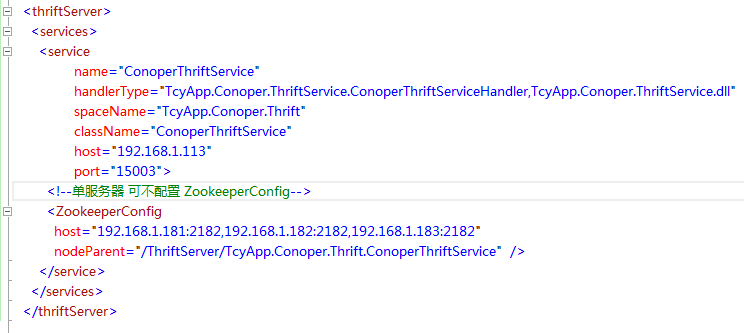 <thriftServer>
<services>
<service
name="ConoperThriftService"
handlerType="TcyApp.Conoper.ThriftService.ConoperThriftServiceHandler,TcyApp.Conoper.ThriftService.dll"
spaceName="TcyApp.Conoper.Thrift"
className="ConoperThriftService"
host="192.168.1.113"
port="15003">
<!--单服务器 可不配置 ZookeeperConfig-->
<ZookeeperConfig
host="192.168.1.181:2182,192.168.1.182:2182,192.168.1.183:2182"
nodeParent="/ThriftServer/TcyApp.Conoper.Thrift.ConoperThriftService" />
</service>
</services>
</thriftServer>